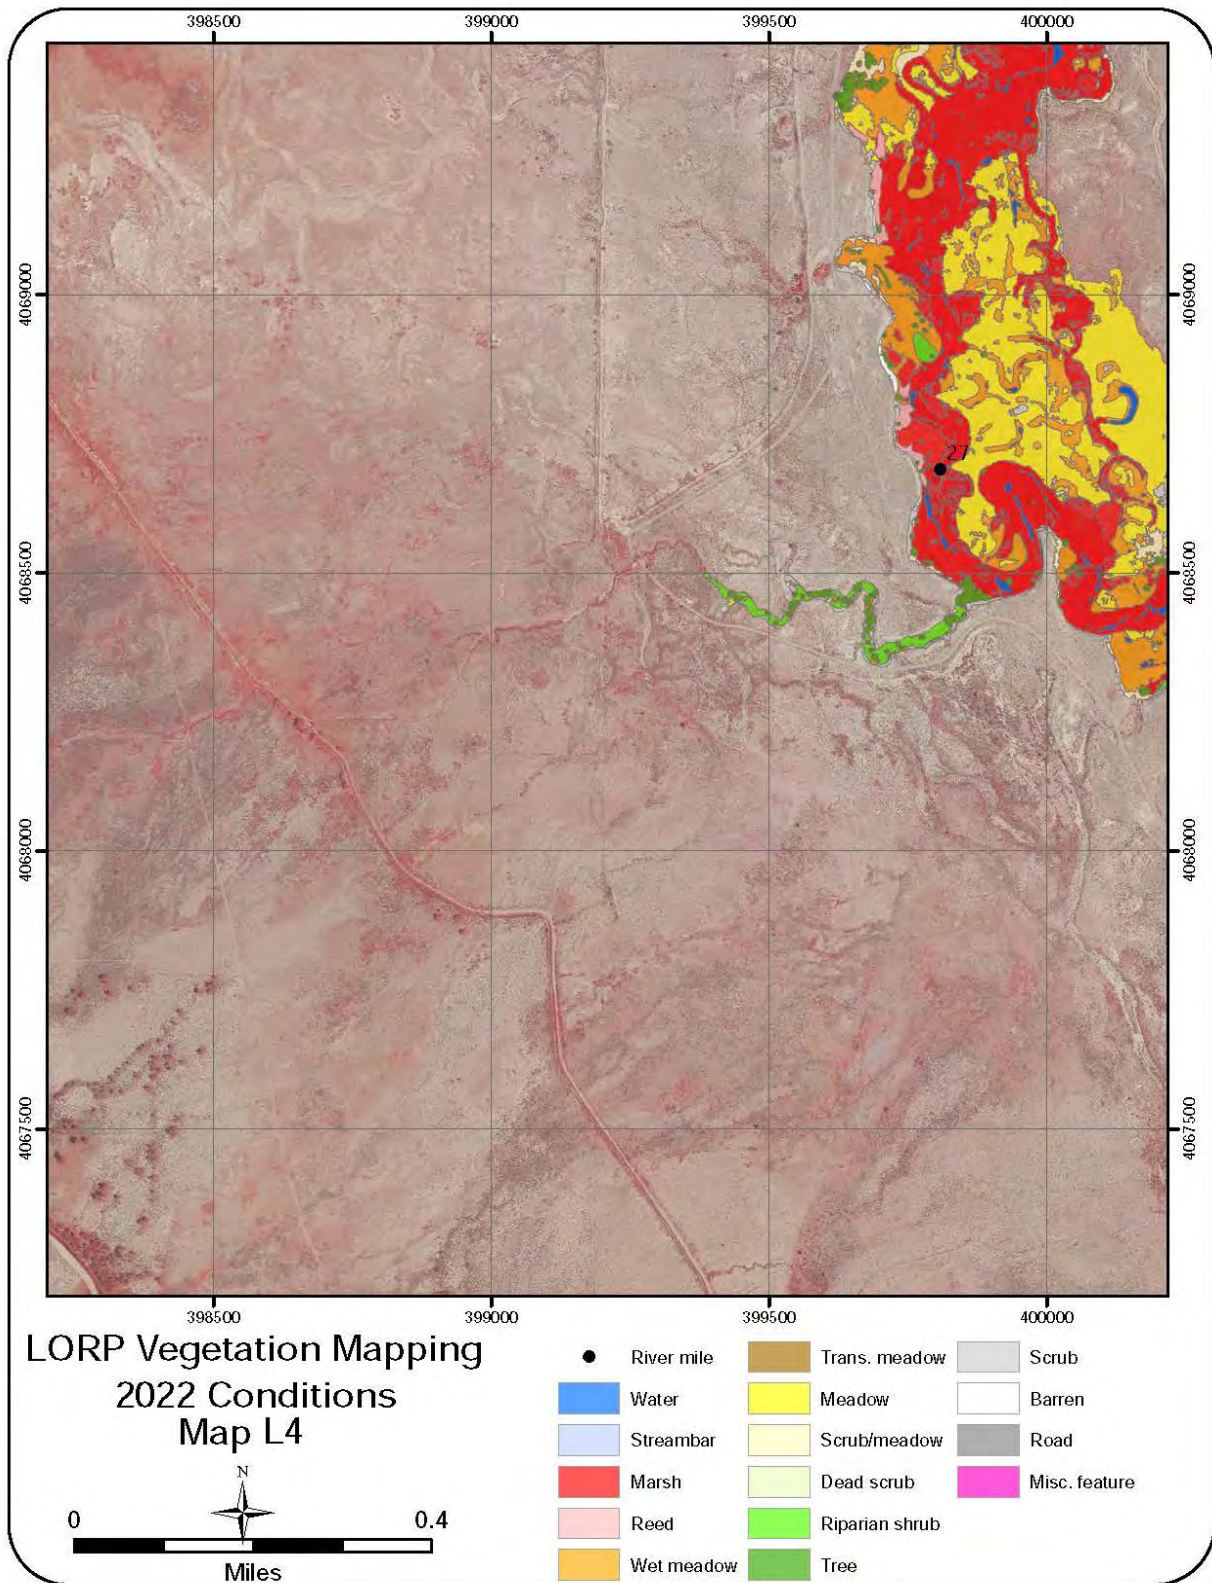 398500 399000 399500 400000
4069000 4069000
27
4068500 4068500
4068000 4068000
4067500 4067500
398500 399000 399500 400000
LORP Vegetation Mapping
2022 Conditions
Map L4
N
0 0.4
Miles
River mile
Water
Streambar
Marsh
Reed
Wet meadow
Trans. meadow
Meadow
Scrub/meadow
Dead scrub
Riparian shrub
Tree
Scrub
Barren
Road
Misc. feature